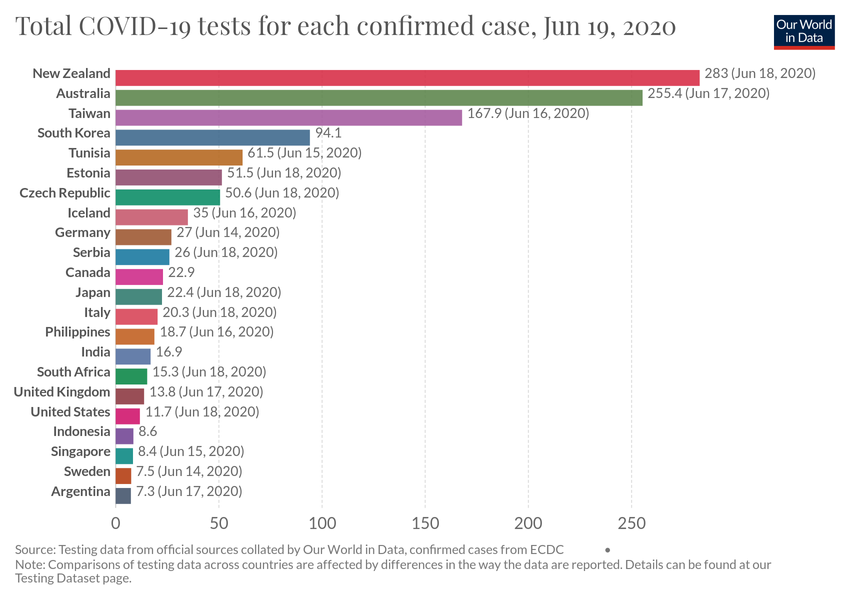 Total COVID-19 tests for each confirmed case, Jun 19, 2020
Our World
in Data
New Zealand 283 (Jun 18, 2020)
Australia 255.4 (Jun 17, 2020)
Taiwan 167.9 (Jun 16, 2020)
South Korea 94.1
Tunisia 61.5 (Jun 15, 2020)
Estonia 51.5 (Jun 18, 2020)
Czech Republic 50.6 (Jun 18, 2020)
Iceland 35 (Jun 16, 2020)
Germany 27 (Jun 14, 2020)
Serbia 26 (Jun 18, 2020)
Canada 22.9
Japan 22.4 (Jun 18, 2020)
Italy 20.3 (Jun 18, 2020)
Philippines 18.7 (Jun 16, 2020)
India 16.9
South Africa 15.3 (Jun 18, 2020)
United Kingdom 13.8 (Jun 17, 2020)
United States 11.7 (Jun 18, 2020)
Indonesia 8.6
Singapore 8.4 (Jun 15, 2020)
Sweden 7.5 (Jun 14, 2020)
Argentina 7.3 (Jun 17, 2020)
0 50 100 150 200 250
Source: Testing data from official sources collated by Our World in Data, confirmed cases from ECDC •
Note: Comparisons of testing data across countries are affected by differences in the way the data are reported. Details can be found at our
Testing Dataset page.